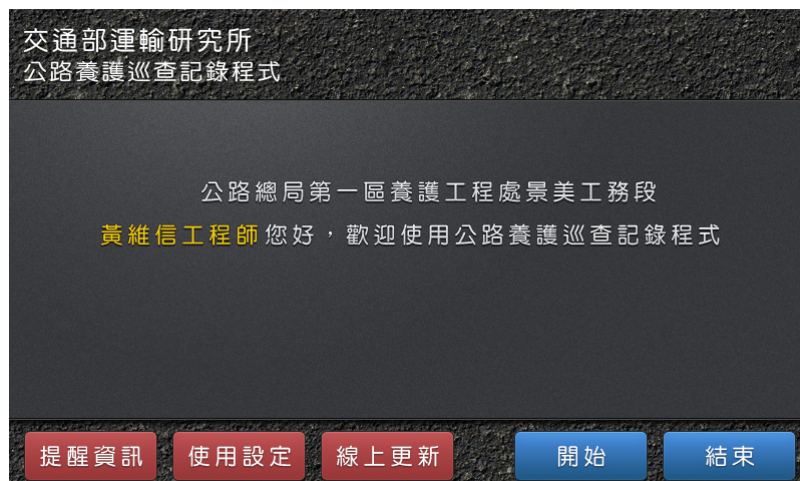 交通部運輸研究所
公路養護巡查記錄程式
公路總局第一區養護工程處景美工務段
黃維信工程師您好，歡迎使用公路養護巡查記錄程式
提醒資訊 使用設定 線上更新 開始 結束